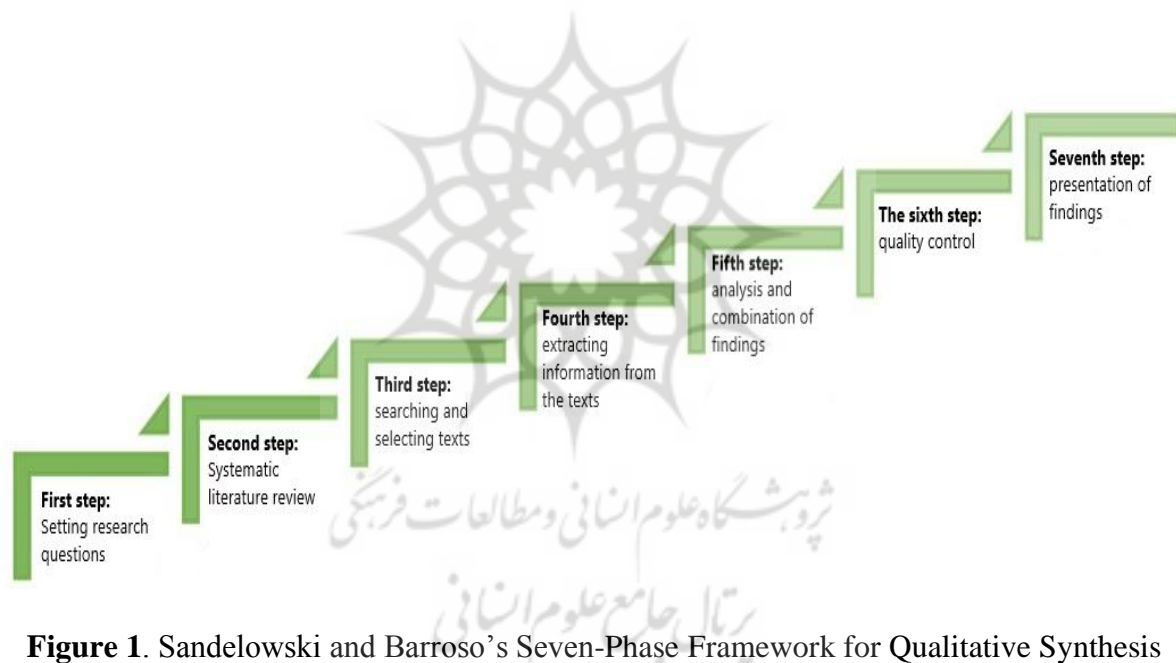 First step:
Setting research
questions
Second step:
Systematic
literature review
Third step:
searching and
selecting texts
Fourth step:
extracting
information from
the texts
Fifth step:
analysis and
combination of
findings
The sixth step:
quality control
Seventh step:
presentation of
findings
پژوهشگاه علوم انسانی و مطالعات فرهنگی
پرتال جامع علوم انسانی
Figure 1. Sandelowski and Barroso’s Seven-Phase Framework for Qualitative Synthesis